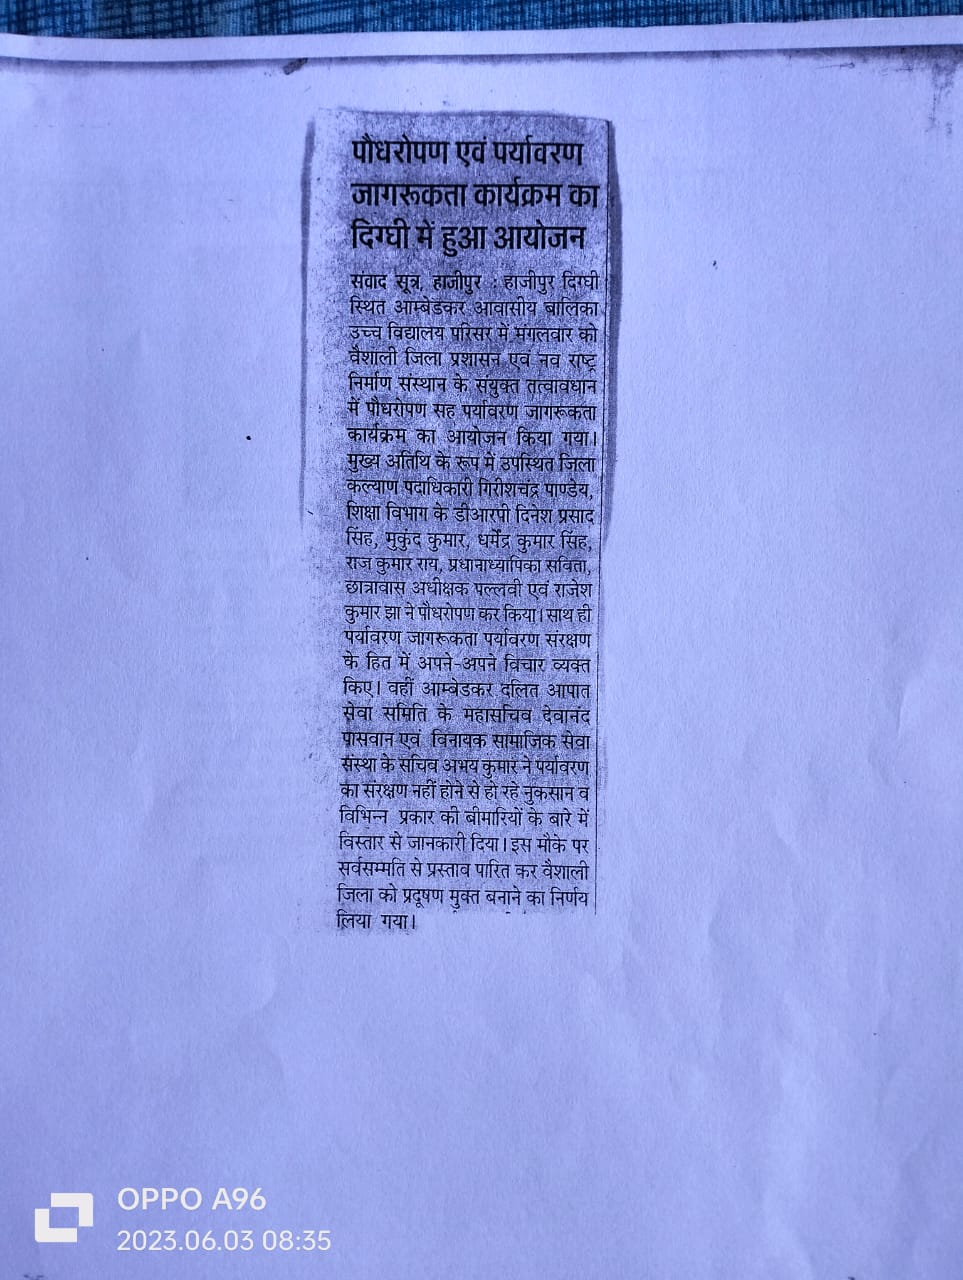 पौधरोपण एवं पर्यावरण
जागरूकता कार्यक्रम का
दिग्घी में हुआ आयोजन
संवाद सूत्र, हाजीपुर : हाजीपुर दिग्घी
स्थित आम्बेडकर आवासीय बालिका
उच्च विद्यालय परिसर में मंगलवार को
वैशाली जिला प्रशासन एवं नव राष्ट्र
निर्माण संस्थान के संयुक्त तत्वावधान
में पौधरोपण सह पर्यावरण जागरूकता
कार्यक्रम का आयोजन किया गया।
मुख्य अतिथि के रूप में उपस्थित जिला
कल्याण पदाधिकारी गिरीशचंद्र पाण्डेय,
शिक्षा विभाग के डीआरपी दिनेश प्रसाद
सिंह, मुकुंद कुमार, धर्मेंद्र कुमार सिंह,
राज कुमार राय, प्रधानाध्यापिका सविता,
छात्रावास अधीक्षक पल्लवी एवं राजेश
कुमार झा ने पौधरोपण कर किया। साथ ही
पर्यावरण जागरूकता पर्यावरण संरक्षण
के हित में अपने-अपने विचार व्यक्त
किए। वहीं आम्बेडकर दलित आपात
सेवा समिति के महासचिव देवानंद
पासवान एवं विनायक सामाजिक सेवा
संस्था के सचिव अभय कुमार ने पर्यावरण
का संरक्षण नहीं होने से हो रहे नुकसान व
विभिन्न प्रकार की बीमारियों के बारे में
विस्तार से जानकारी दिया। इस मौके पर
सर्वसम्मति से प्रस्ताव पारित कर वैशाली
जिला को प्रदूषण मुक्त बनाने का निर्णय
लिया गया।
OPPO A96
2023.06.03 08:35